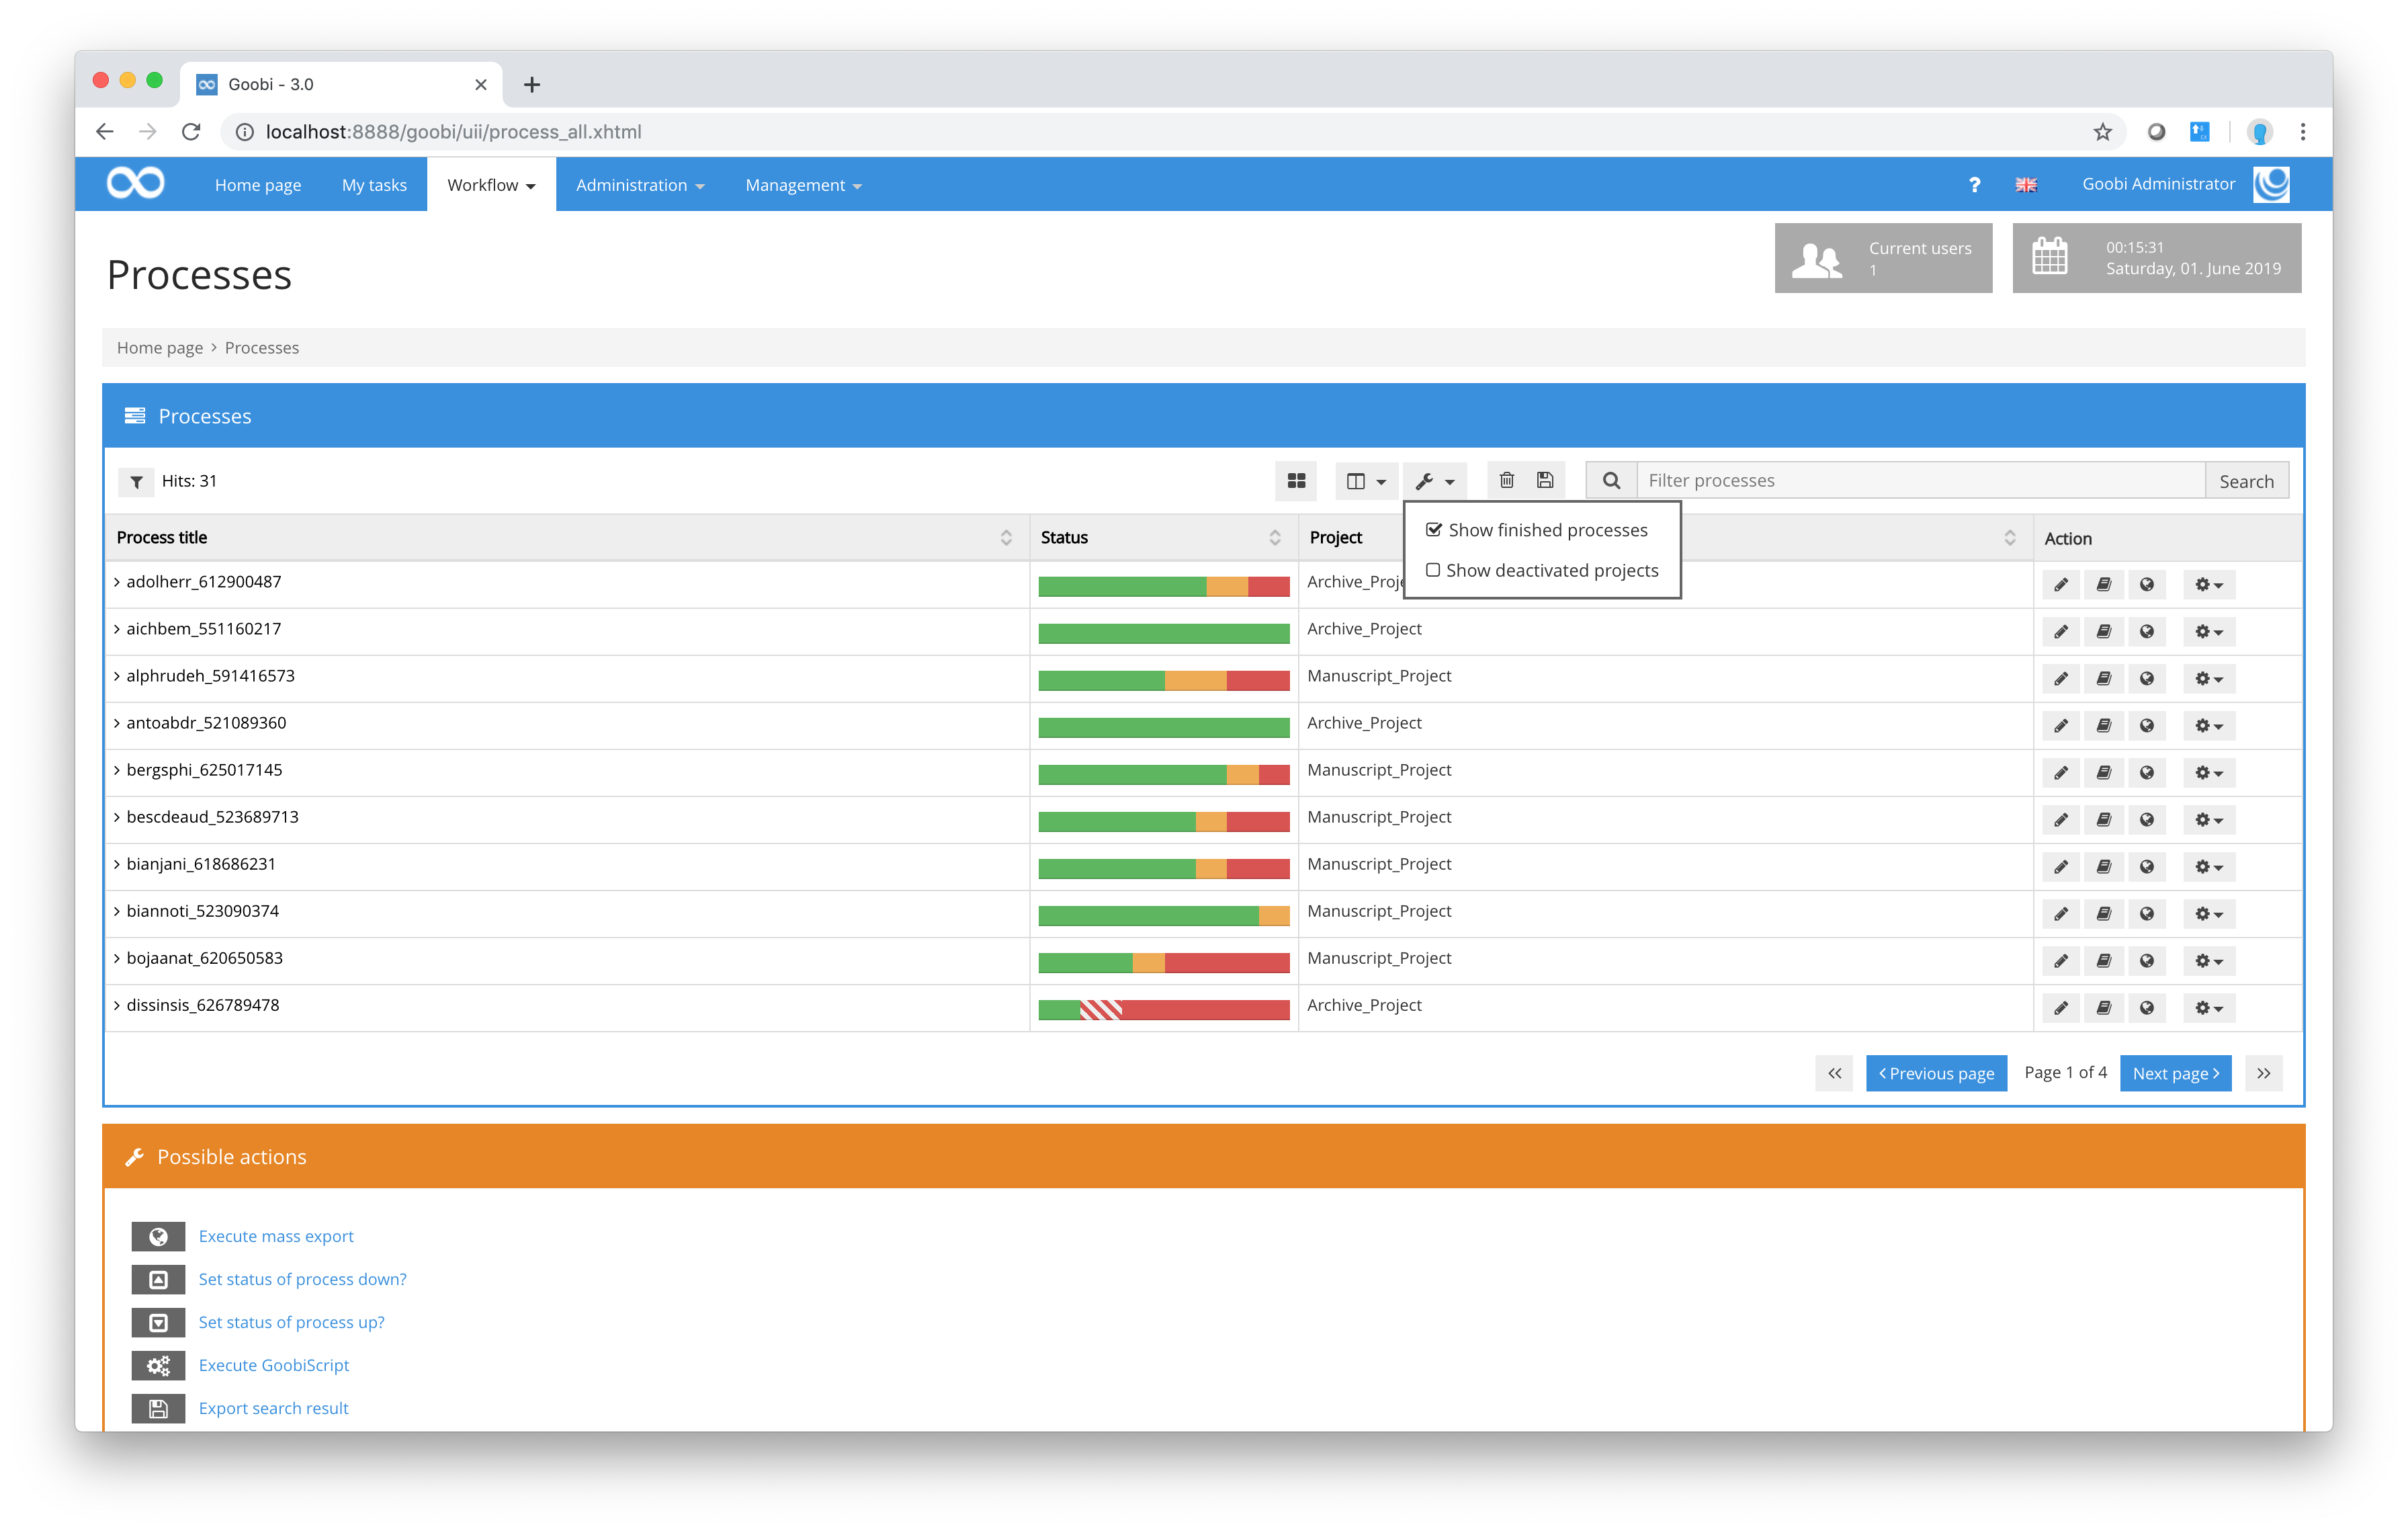 Goobi - 3.0
localhost:8888/goobi/uii/process_all.xhtml
Home page My tasks Workflow Administration Management ? Goobi Administrator
Processes
Current users
1
00:15:31
Saturday, 01. June 2019
Home page > Processes
Processes
Hits: 31
Filter processes
Search
Show finished processes
Show deactivated projects
Process title Status Project Action
adolherr_612900487 Archive_Proje
aichbem_551160217 Archive_Project
alphrudeh_591416573 Manuscript_Project
antoabdr_521089360 Archive_Project
bergsphi_625017145 Manuscript_Project
bescdeaud_523689713 Manuscript_Project
bianjani_618686231 Manuscript_Project
biannoti_523090374 Manuscript_Project
bojaanat_620650583 Manuscript_Project
dissinsis_626789478 Archive_Project
Previous page Page 1 of 4 Next page
Possible actions
Execute mass export
Set status of process down?
Set status of process up?
Execute GoobiScript
Export search result